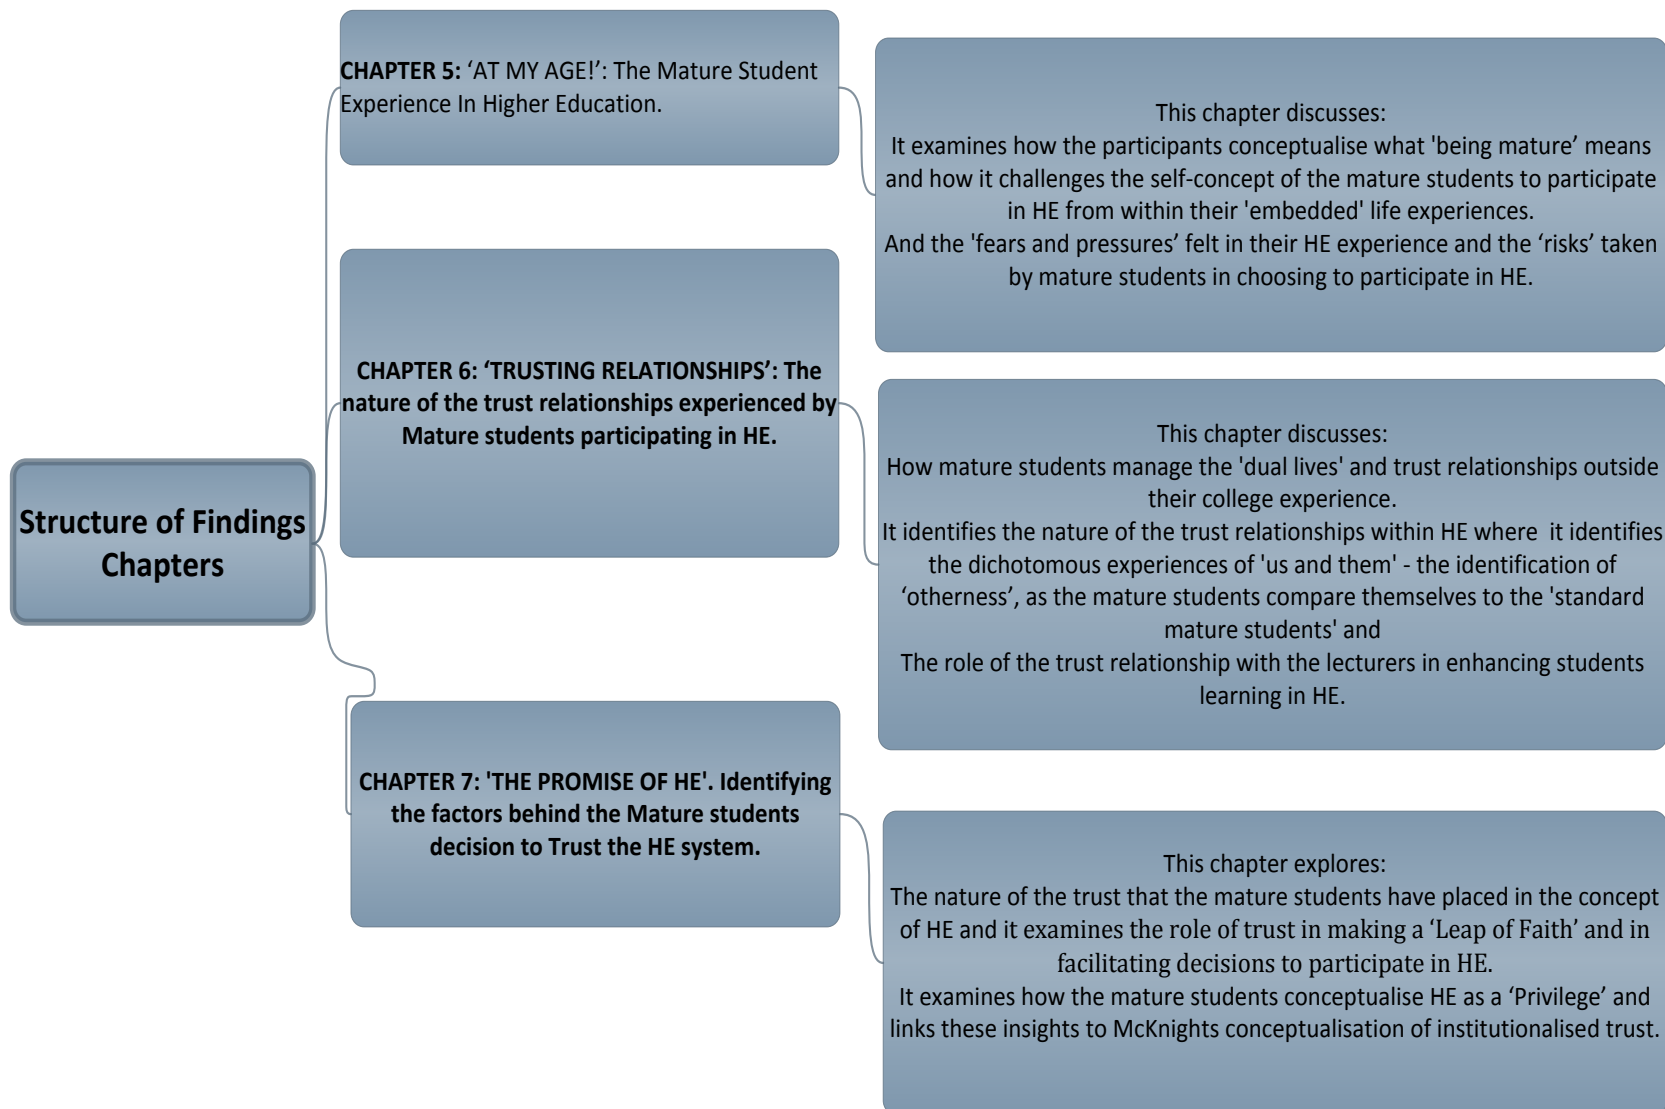 Structure of Findings
Chapters
CHAPTER 5: ‘AT MY AGE!’: The Mature Student
Experience In Higher Education.
This chapter discusses:
It examines how the participants conceptualise what 'being mature’ means
and how it challenges the self-concept of the mature students to participate
in HE from within their 'embedded' life experiences.
And the 'fears and pressures’ felt in their HE experience and the ‘risks’ taken
by mature students in choosing to participate in HE.
CHAPTER 6: ‘TRUSTING RELATIONSHIPS’: The
nature of the trust relationships experienced by
Mature students participating in HE.
This chapter discusses:
How mature students manage the 'dual lives' and trust relationships outside
their college experience.
It identifies the nature of the trust relationships within HE where it identifies
the dichotomous experiences of 'us and them' - the identification of
‘otherness’, as the mature students compare themselves to the 'standard
mature students' and
The role of the trust relationship with the lecturers in enhancing students
learning in HE.
CHAPTER 7: 'THE PROMISE OF HE'. Identifying
the factors behind the Mature students
decision to Trust the HE system.
This chapter explores:
The nature of the trust that the mature students have placed in the concept
of HE and it examines the role of trust in making a ‘Leap of Faith’ and in
facilitating decisions to participate in HE.
It examines how the mature students conceptualise HE as a ‘Privilege’ and
links these insights to McKnights conceptualisation of institutionalised trust.